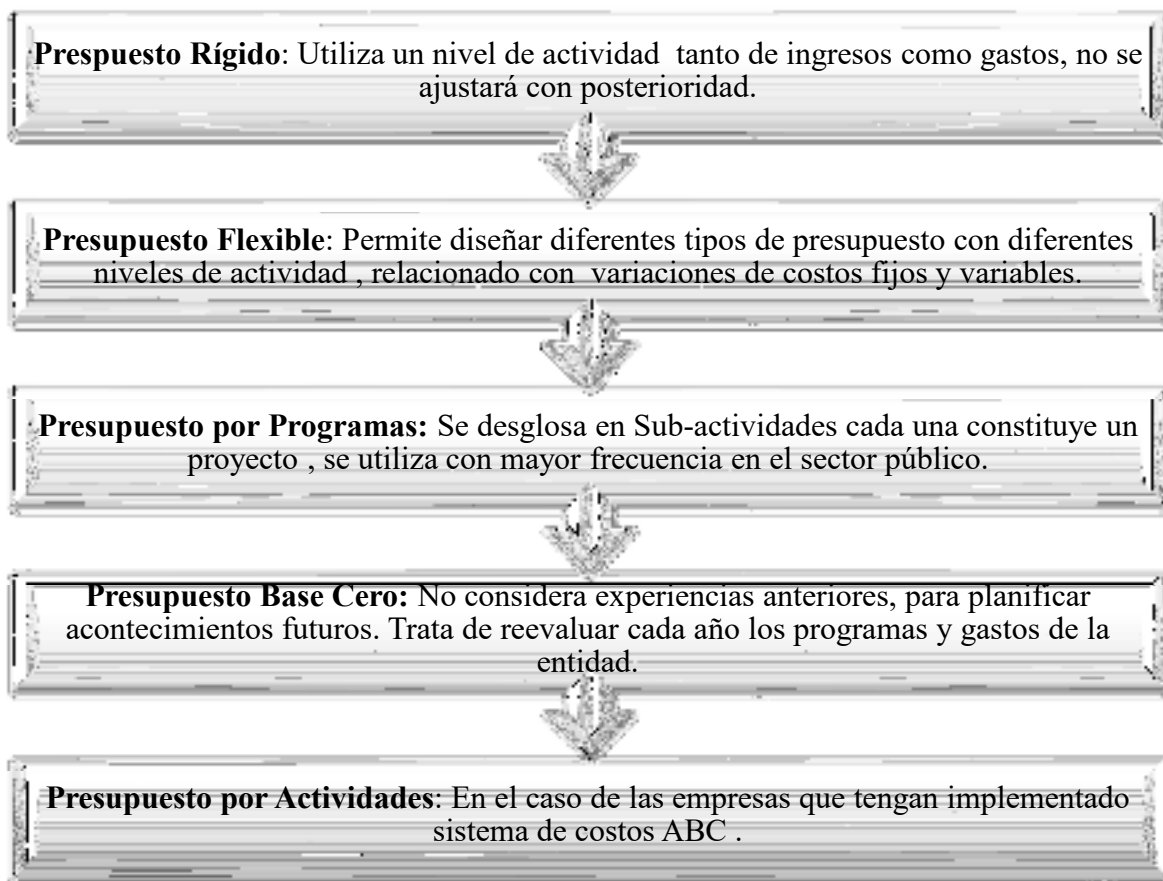 Prespuesto Rígido: Utiliza un nivel de actividad tanto de ingresos como gastos, no se
ajustará con posterioridad.
Presupuesto Flexible: Permite diseñar diferentes tipos de presupuesto con diferentes
niveles de actividad , relacionado con variaciones de costos fijos y variables.
Presupuesto por Programas: Se desglosa en Sub-actividades cada una constituye un
proyecto , se utiliza con mayor frecuencia en el sector público.
Presupuesto Base Cero: No considera experiencias anteriores, para planificar
acontecimientos futuros. Trata de reevaluar cada año los programas y gastos de la
entidad.
Presupuesto por Actividades: En el caso de las empresas que tengan implementado
sistema de costos ABC .